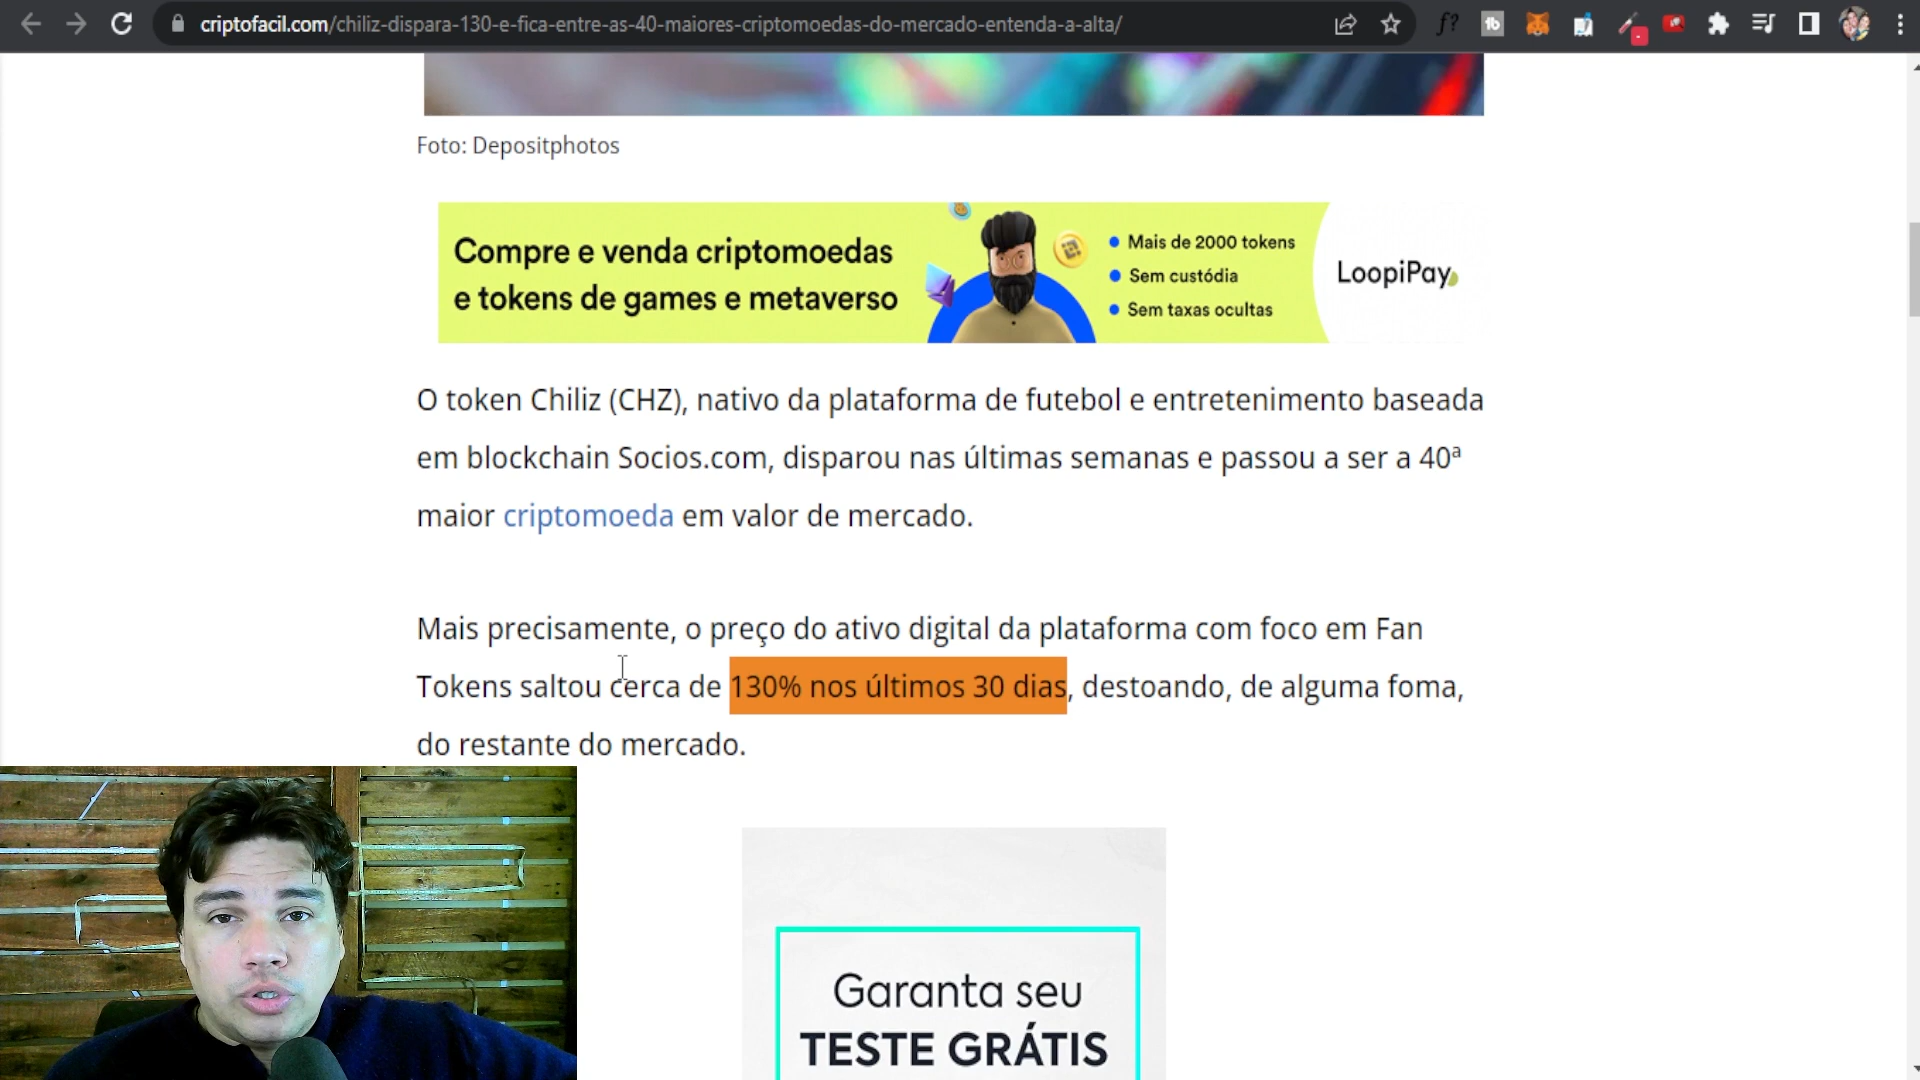 criptofacil.com/chiliz-dispara-130-e-fica-entre-as-40-maiores-criptomoedas-do-mercado-entenda-a-alta/
f?
tb
Foto: Depositphotos
Compre e venda criptomoedas
e tokens de games e metaverso
Mais de 2000 tokens
Sem custódia
Sem taxas ocultas
LoopiPay
O token Chiliz (CHZ), nativo da plataforma de futebol e entretenimento baseada
em blockchain Socios.com, disparou nas últimas semanas e passou a ser a 40ª
maior criptomoeda em valor de mercado.
Mais precisamente, o preço do ativo digital da plataforma com foco em Fan
Tokens saltou cerca de 130% nos últimos 30 dias, destoando, de alguma foma,
do restante do mercado.
Garanta seu
TESTE GRÁTIS